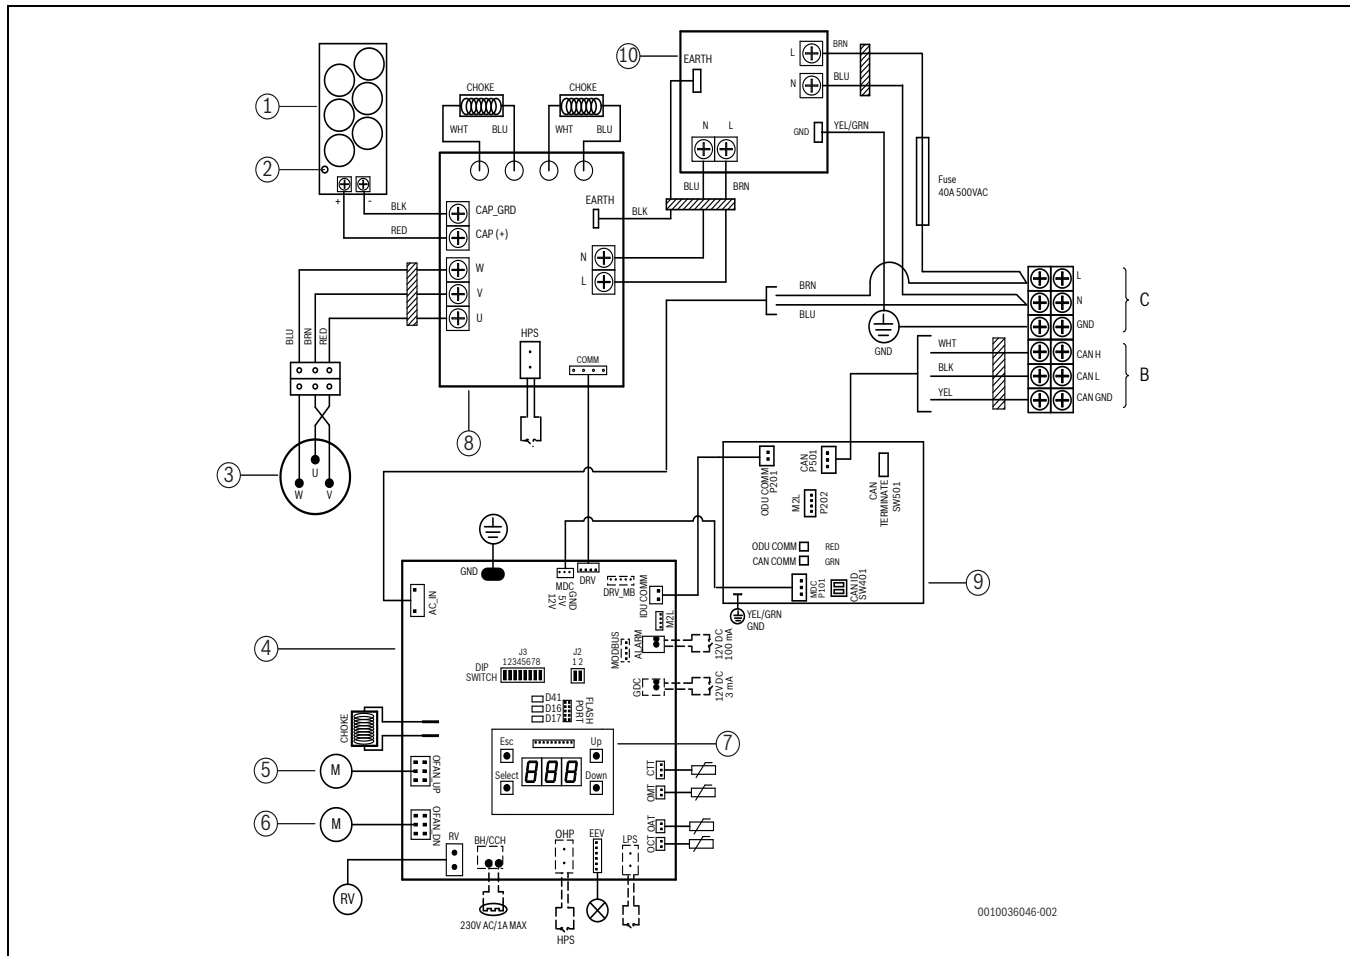 1
2
3
4
5
6
7
8
9
10
+
-
CHOKE
WHT
BLU
CHOKE
WHT
BLU
BLK
RED
CAP_GRD
CAP (+)
W
V
U
EARTH
BLK
N
L
HPS
COMM
BLU
BRN
RED
U
W
V
EARTH
L
N
BRN
BLU
N
L
GND
YEL/GRN
BLU
BRN
Fuse
40A 500VAC
BRN
BLU
GND
L
N
GND
C
CAN H
CAN L
CAN GND
B
WHT
BLK
YEL
ODU COMM
P201
CAN
P501
M2L
P202
CAN
TERMINATE
SW501
ODU COMM
RED
CAN COMM
GRN
MDC
P101
CAN ID
SW401
YEL/GRN
GND
GND
AC_IN
MDC
GND
5V
12V
DRV
DRV_MB
IDU COMM
M2L
MODBUS
ALARM
12V DC
100 mA
GDC
12V DC
3 mA
J3
12345678
J2
1 2
DIP
SWITCH
D41
D16
D17
FLASH
PORT
Esc
Up
Select
Down
888
CHOKE
M
OFAN_UP
M
OFAN_DN
RV
RV
BH/CCH
230V AC/1A MAX
OHP
HPS
EEV
LPS
CTT
OMT
OAT
OCT
0010036046-002